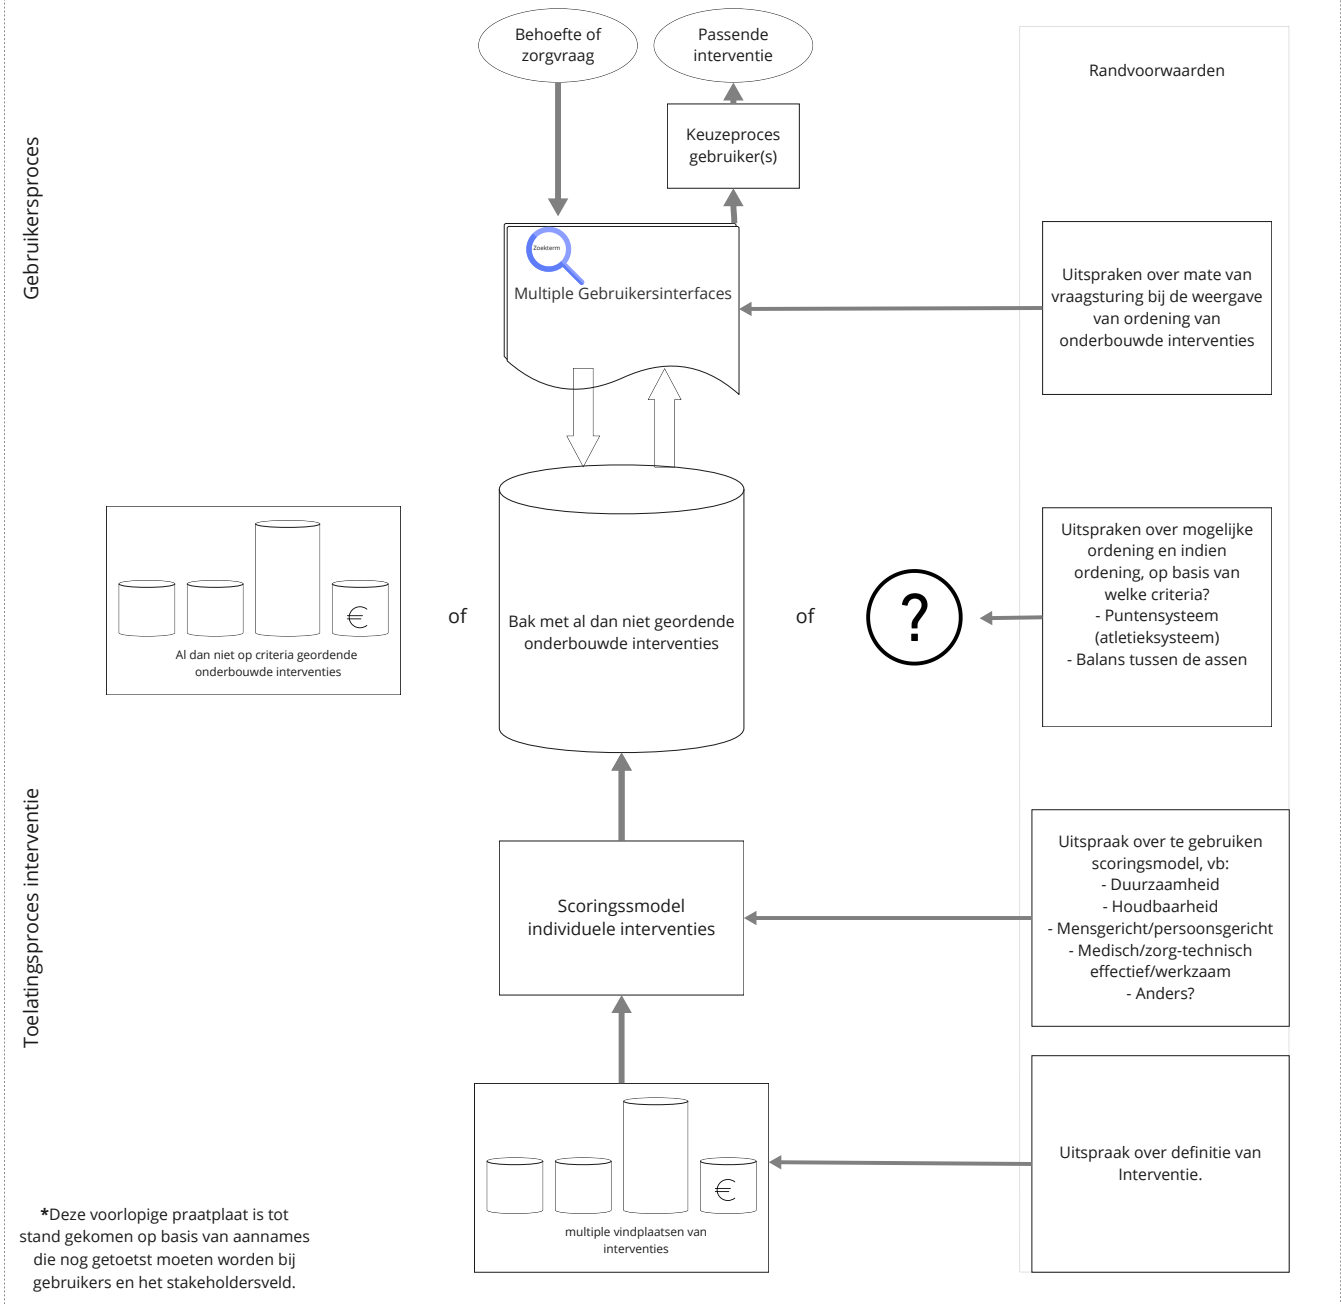 Behoefte of
zorgvraag
Passende
interventie
Randvoorwaarden
Keuzeproces
gebruiker(s)
Gebruikersproces
Zoekterm
Multiple Gebruikersinterfaces
Uitspraken over mate van
vraagsturing bij de weergave
van ordening van
onderbouwde interventies
Al dan niet op criteria geordende
onderbouwde interventies
€
of
Bak met al dan niet geordende
onderbouwde interventies
of
?
Uitspraken over mogelijke
ordening en indien
ordening, op basis van
welke criteria?
- Puntensysteem
(atletieksysteem)
- Balans tussen de assen
Toelatingsproces interventie
Scoringssmodel
individuele interventies
Uitspraak over te gebruiken
scoringsmodel, vb:
- Duurzaamheid
- Houdbaarheid
- Mensgericht/persoonsgericht
- Medisch/zorg-technisch
effectief/werkzaam
- Anders?
€
multiple vindplaatsen van
interventies
Uitspraak over definitie van
Interventie.
*Deze voorlopige praatplaat is tot
stand gekomen op basis van aannames
die nog getoetst moeten worden bij
gebruikers en het stakeholdersveld.